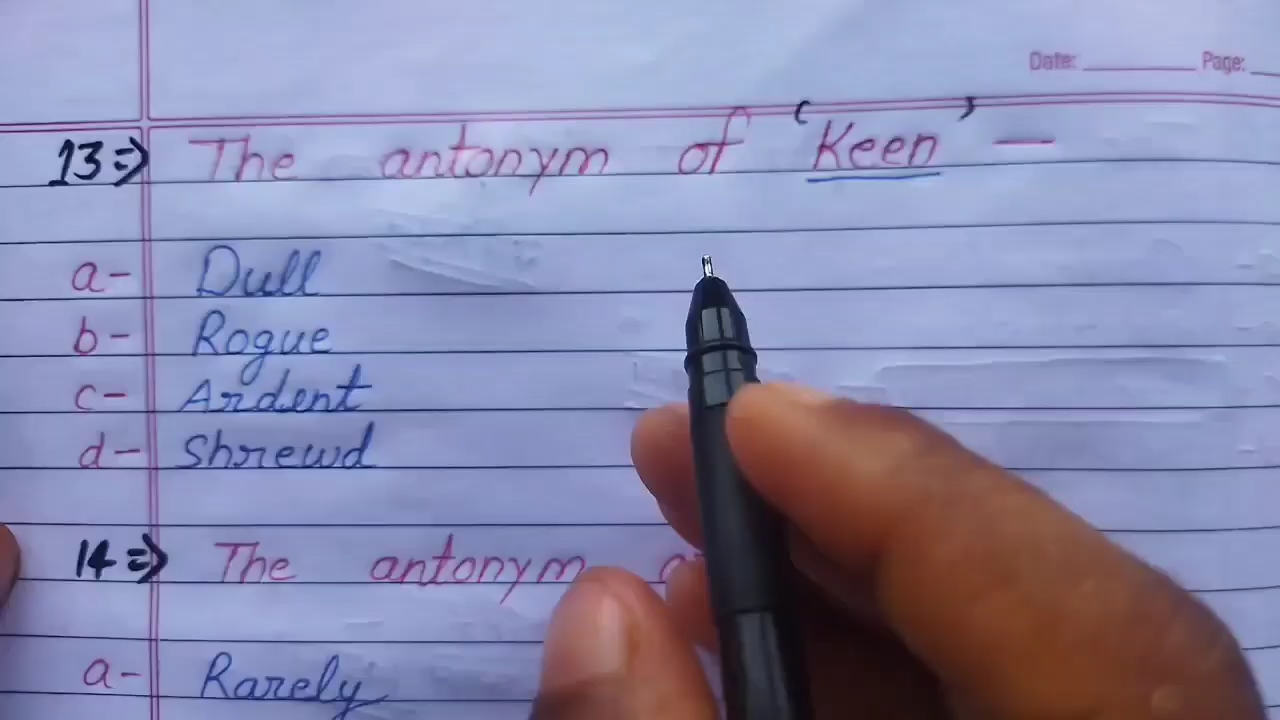 Date: Page:
13⇒ The antonym of 'Keen' —
a- Dull
b- Rogue
c- Ardent
d- Shrewd
14⇒ The antonym
a- Rarely